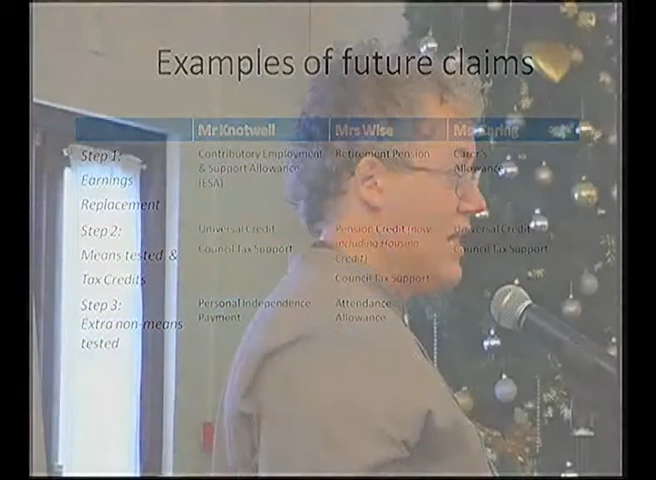 Examples of future claims
Mr Knotwell Mrs Wise
Step 1: Contributory Employment Retirement Pension Carer's
& Support Allowance Allowance
Earnings (ESA)
Replacement
Step 2: Universal Credit Pension Credit (now Universal Credit
including Housing
Means tested & Council Tax Support Credit) Council Tax Support
Tax Credits Council Tax Support
Step 3: Personal Independence Attendance
Extra non-means Payment Allowance
tested